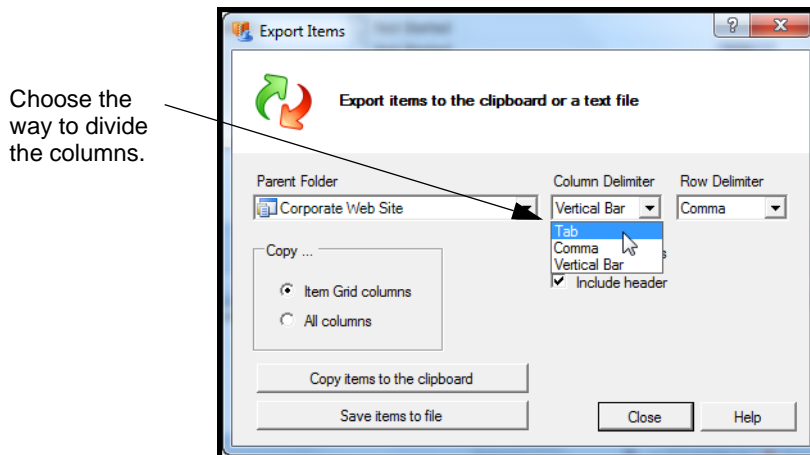 Export Items
Choose the
way to divide
the columns.
Export items to the clipboard or a text file
Parent Folder
Column Delimiter
Row Delimiter
Corporate Web Site
Vertical Bar
Comma
Tab
Comma
Vertical Bar
Copy ...
Include header
Item Grid columns
All columns
Copy items to the clipboard
Save items to file
Close
Help